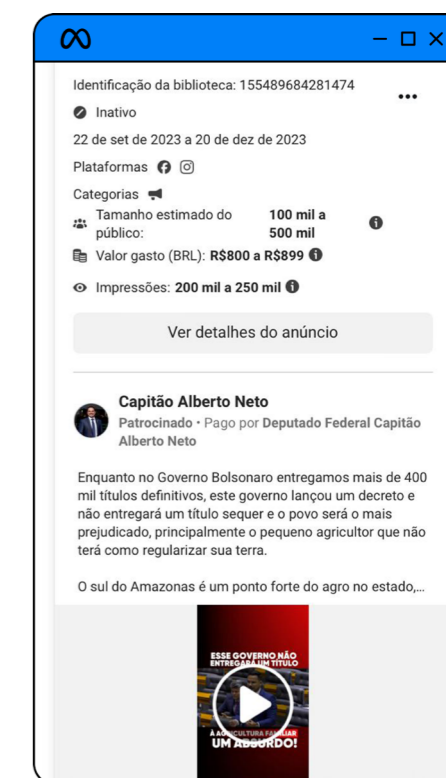 Identificação da biblioteca: 155489684281474
Inativo
22 de set de 2023 a 20 de dez de 2023
Plataformas
Categorias
Tamanho estimado do público: 100 mil a 500 mil
Valor gasto (BRL): R$800 a R$899
Impressões: 200 mil a 250 mil
Ver detalhes do anúncio
Capitão Alberto Neto
Patrocinado • Pago por Deputado Federal Capitão
Alberto Neto
Enquanto no Governo Bolsonaro entregamos mais de 400
mil títulos definitivos, este governo lançou um decreto e
não entregará um título sequer e o povo será o mais
prejudicado, principalmente o pequeno agricultor que não
terá como regularizar sua terra.
O sul do Amazonas é um ponto forte do agro no estado,...
ESSE GOVERNO NÃO
ENTREGARÁ UM TÍTULO
À AGRICULTURA FAMILIAR
UM ABSURDO!